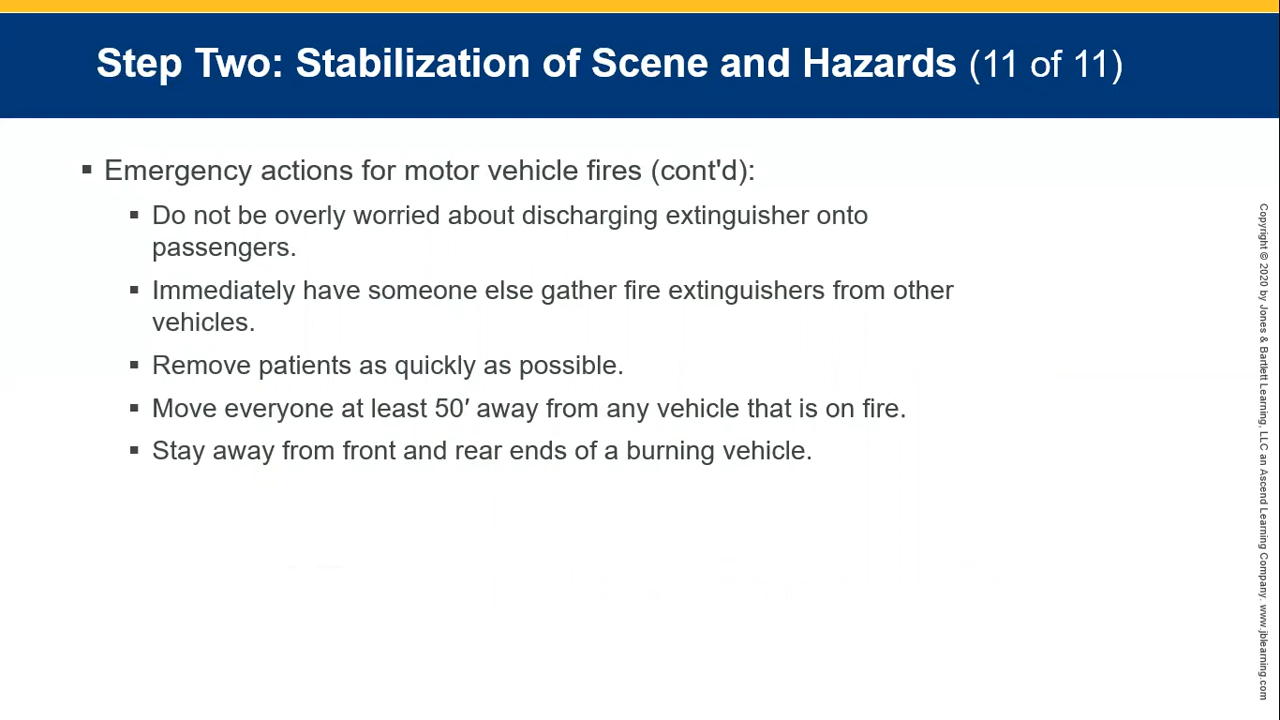 Step Two: Stabilization of Scene and Hazards (11 of 11)
▪ Emergency actions for motor vehicle fires (cont'd):
▪ Do not be overly worried about discharging extinguisher onto
passengers.
▪ Immediately have someone else gather fire extinguishers from other
vehicles.
▪ Remove patients as quickly as possible.
▪ Move everyone at least 50′ away from any vehicle that is on fire.
▪ Stay away from front and rear ends of a burning vehicle.
Copyright © 2020 by Jones & Bartlett Learning, LLC an Ascend Learning Company. www.jblearning.com